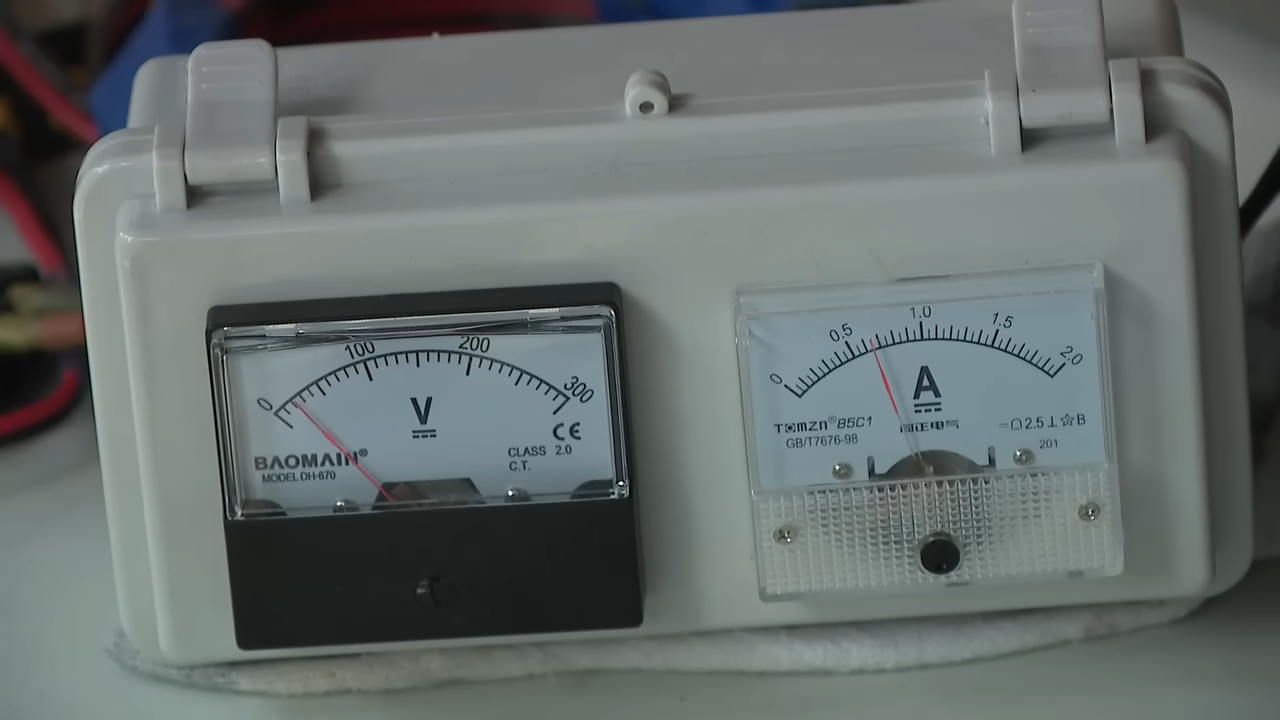 0 100 200 300
V
BAOMAIN®
MODEL DH-670
CLASS 2.0
C.T.
CE
0 0.5 1.0 1.5 2.0
A
TOMZN®85C1
GB/T7676-98
2.5 B
201